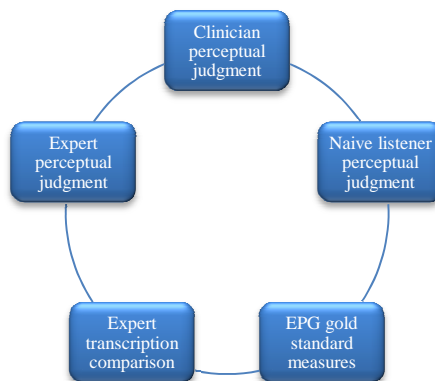 Clinician
perceptual
judgment
Expert
perceptual
judgment
Naive listener
perceptual
judgment
Expert
transcription
comparison
EPG gold
standard
measures